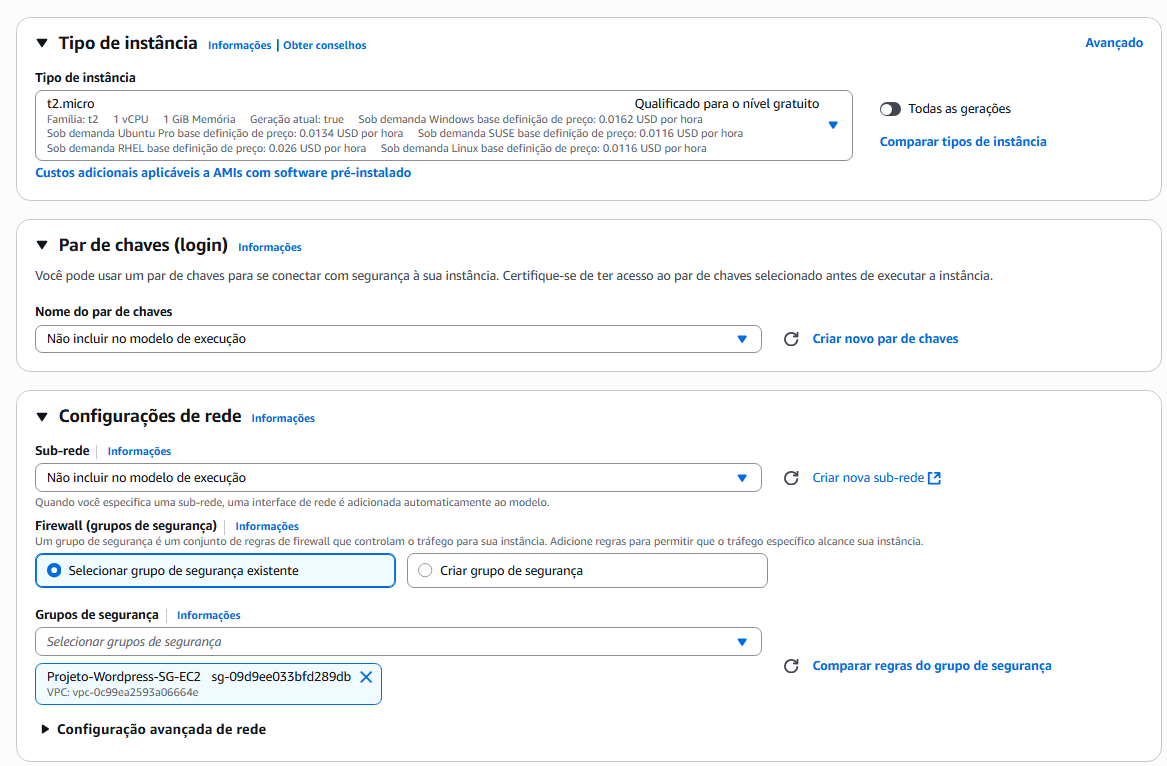 Tipo de instância Informações | Obter conselhos Avançado
Tipo de instância
t2.micro Qualificado para o nível gratuito
Família: t2 1 vCPU 1 GiB Memória Geração atual: true Sob demanda Windows base definição de preço: 0.0162 USD por hora
Sob demanda Ubuntu Pro base definição de preço: 0.0134 USD por hora Sob demanda SUSE base definição de preço: 0.0116 USD por hora
Sob demanda RHEL base definição de preço: 0.026 USD por hora Sob demanda Linux base definição de preço: 0.0116 USD por hora
Todas as gerações
Comparar tipos de instância
Custos adicionais aplicáveis a AMIs com software pré-instalado
Par de chaves (login) Informações
Você pode usar um par de chaves para se conectar com segurança à sua instância. Certifique-se de ter acesso ao par de chaves selecionado antes de executar a instância.
Nome do par de chaves
Não incluir no modelo de execução Criar novo par de chaves
Configurações de rede Informações
Sub-rede | Informações
Não incluir no modelo de execução Criar nova sub-rede
Quando você especifica uma sub-rede, uma interface de rede é adicionada automaticamente ao modelo.
Firewall (grupos de segurança) | Informações
Um grupo de segurança é um conjunto de regras de firewall que controlam o tráfego para sua instância. Adicione regras para permitir que o tráfego específico alcance sua instância.
Selecionar grupo de segurança existente Criar grupo de segurança
Grupos de segurança | Informações
Selecionar grupos de segurança
Projeto-Wordpress-SG-EC2 sg-09d9ee033bfd289db Comparar regras do grupo de segurança
VPC: vpc-0c99ea2593a06664e
Configuração avançada de rede